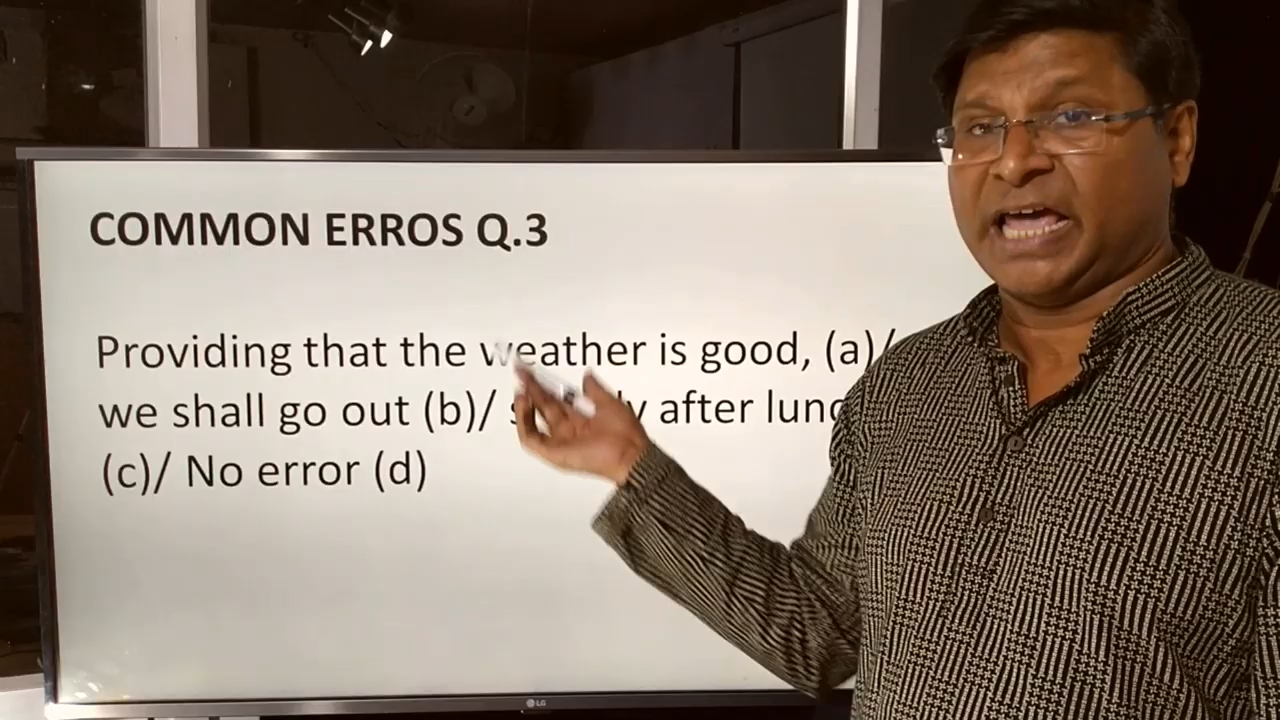 COMMON ERROS Q.3
Providing that the weather is good, (a)/
we shall go out (b)/ after
(c)/ No error (d)
LG